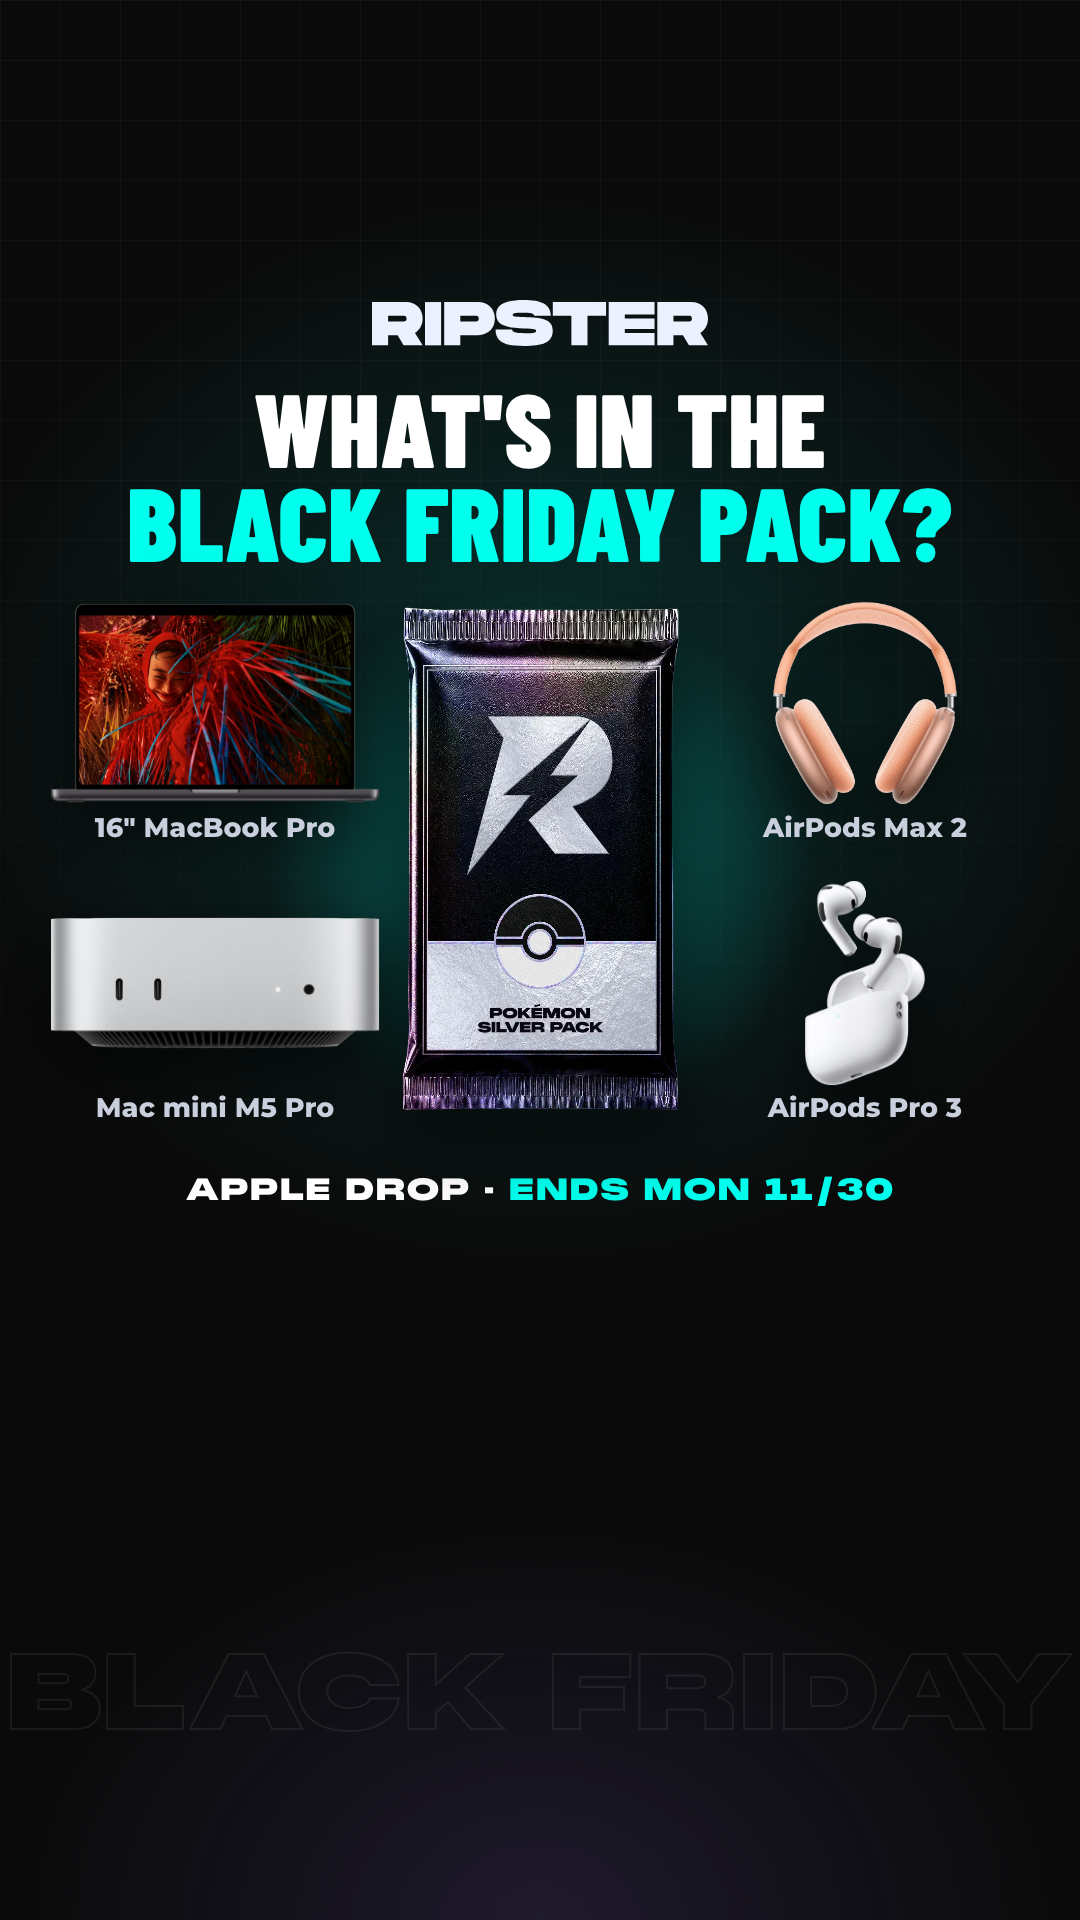 RIPSTER
WHAT'S IN THE
BLACK FRIDAY PACK?
16" MacBook Pro
AirPods Max 2
R
POKÉMON
SILVER PACK
Mac mini M5 Pro
AirPods Pro 3
APPLE DROP · ENDS MON 11/30
BLACK FRIDAY